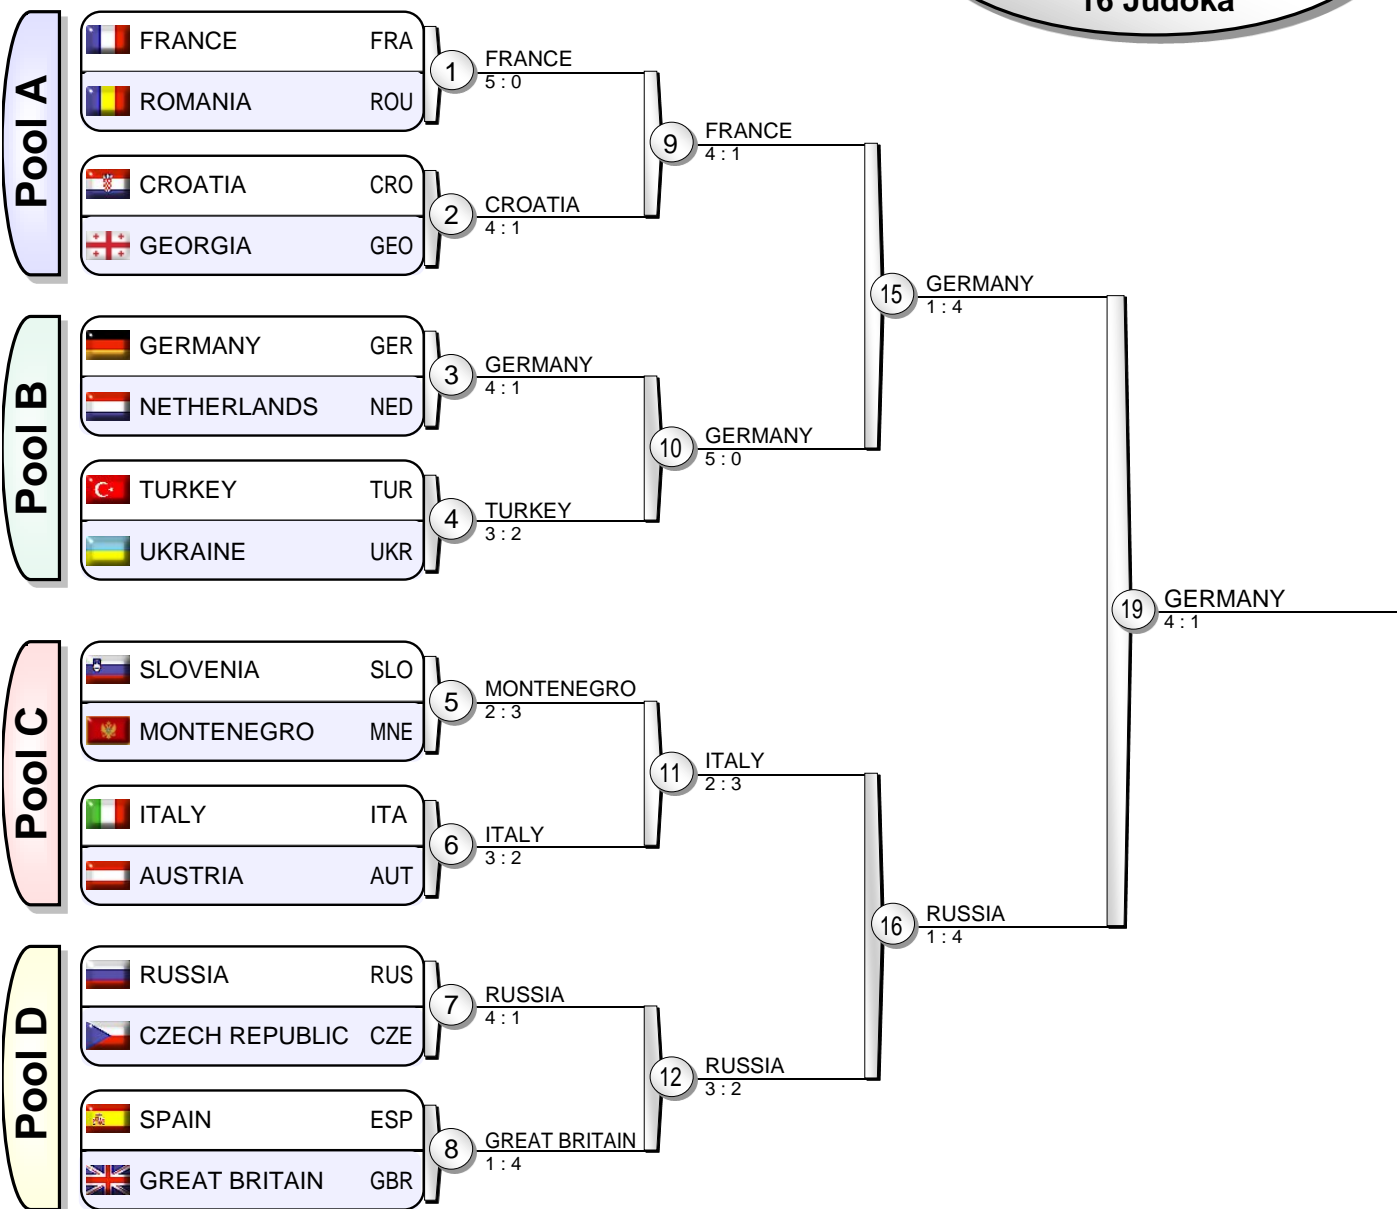 16 Judoka
Pool A
FRANCE FRA
ROMANIA ROU
1
FRANCE
5 : 0
CROATIA CRO
GEORGIA GEO
2
CROATIA
4 : 1
9
FRANCE
4 : 1
Pool B
GERMANY GER
NETHERLANDS NED
3
GERMANY
4 : 1
TURKEY TUR
UKRAINE UKR
4
TURKEY
3 : 2
10
GERMANY
5 : 0
15
GERMANY
1 : 4
Pool C
SLOVENIA SLO
MONTENEGRO MNE
5
MONTENEGRO
2 : 3
ITALY ITA
AUSTRIA AUT
6
ITALY
3 : 2
11
ITALY
2 : 3
Pool D
RUSSIA RUS
CZECH REPUBLIC CZE
7
RUSSIA
4 : 1
SPAIN ESP
GREAT BRITAIN GBR
8
GREAT BRITAIN
1 : 4
12
RUSSIA
3 : 2
16
RUSSIA
1 : 4
19
GERMANY
4 : 1